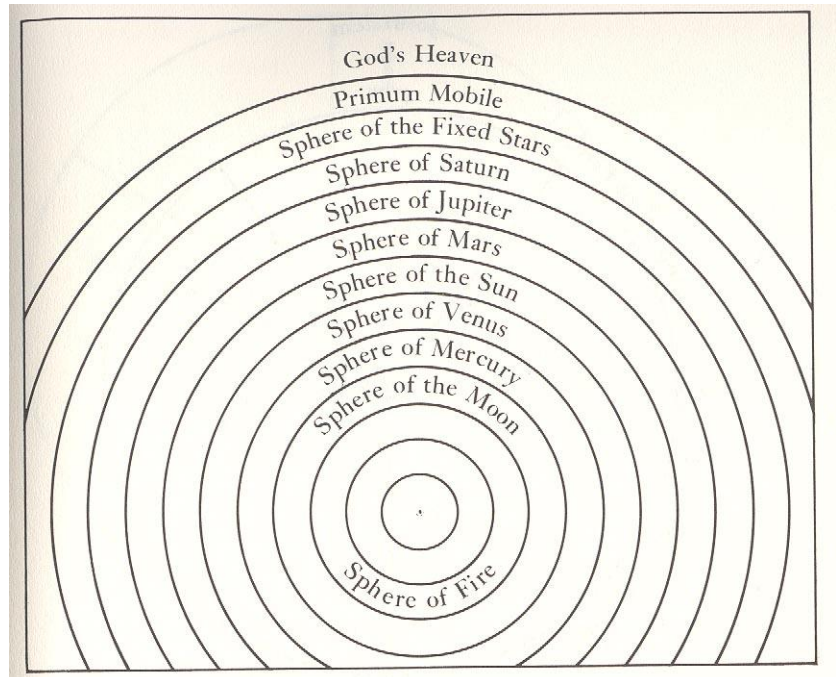 God's Heaven
Primum Mobile
Sphere of the Fixed Stars
Sphere of Saturn
Sphere of Jupiter
Sphere of Mars
Sphere of the Sun
Sphere of Venus
Sphere of Mercury
Sphere of the Moon
Sphere of Fire